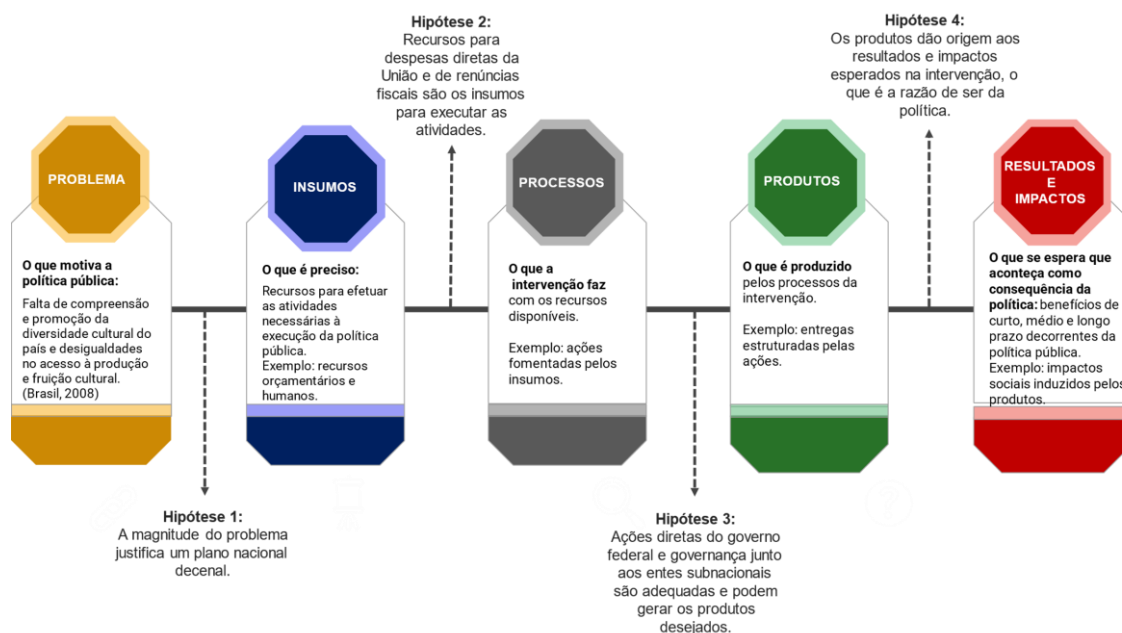 Hipótese 2:
Recursos para
despesas diretas da
União e de renúncias
fiscais são os insumos
para executar as
atividades.
Hipótese 4:
Os produtos dão origem aos
resultados e impactos
esperados na intervenção, o
que é a razão de ser da
política.
PROBLEMA
O que motiva a
política pública:
Falta de compreensão
e promoção da
diversidade cultural do
país e desigualdades
no acesso à produção
e fruição cultural.
(Brasil, 2008)
INSUMOS
O que é preciso:
Recursos para efetuar
as atividades
necessárias à
execução da política
pública.
Exemplo: recursos
orçamentários e
humanos.
PROCESSOS
O que a
intervenção faz
com os recursos
disponíveis.
Exemplo: ações
fomentadas pelos
insumos.
PRODUTOS
O que é produzido
pelos processos da
intervenção.
Exemplo: entregas
estruturadas pelas
ações.
RESULTADOS
E
IMPACTOS
O que se espera que
aconteça como
consequência da
política: benefícios de
curto, médio e longo
prazo decorrentes da
política pública.
Exemplo: impactos
sociais induzidos pelos
produtos.
Hipótese 1:
A magnitude do problema
justifica um plano nacional
decenal.
Hipótese 3:
Ações diretas do governo
federal e governança junto
aos entes subnacionais
são adequadas e podem
gerar os produtos
desejados.